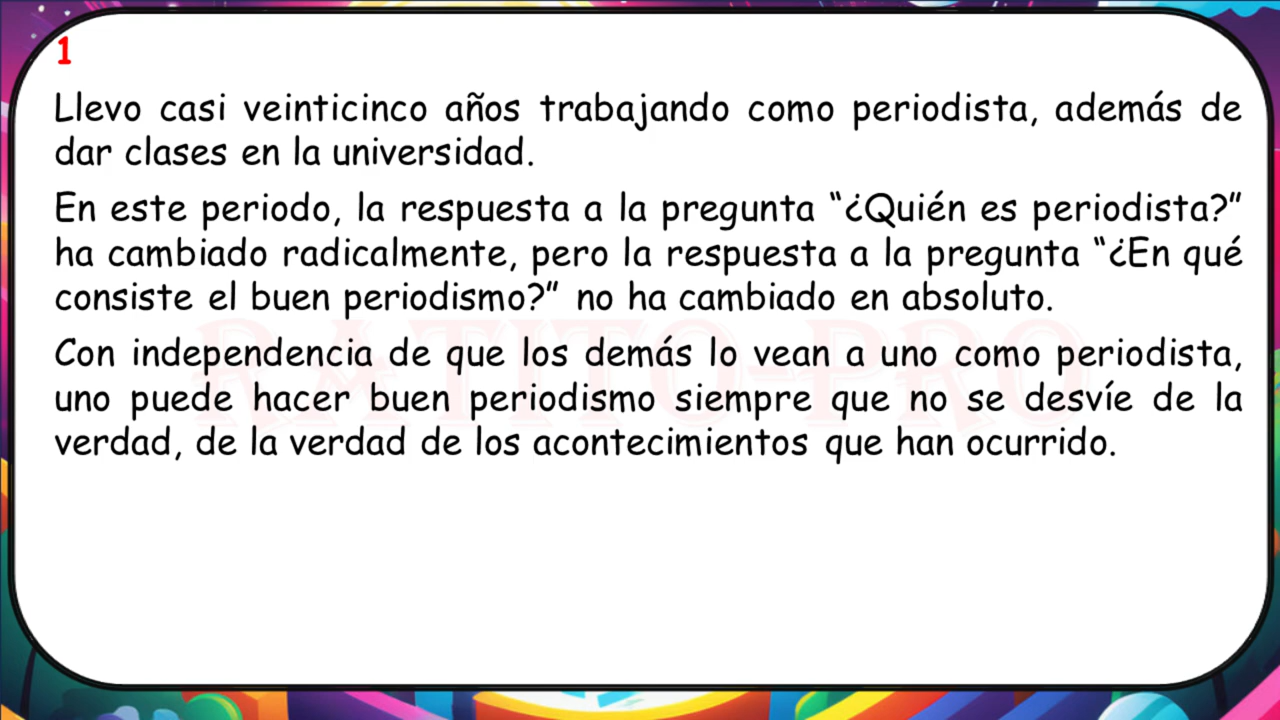 1
Llevo casi veinticinco años trabajando como periodista, además de
dar clases en la universidad.
En este periodo, la respuesta a la pregunta “¿Quién es periodista?”
ha cambiado radicalmente, pero la respuesta a la pregunta “¿En qué
consiste el buen periodismo?” no ha cambiado en absoluto.
Con independencia de que los demás lo vean a uno como periodista,
uno puede hacer buen periodismo siempre que no se desvíe de la
verdad, de la verdad de los acontecimientos que han ocurrido.
RATITO-PRO